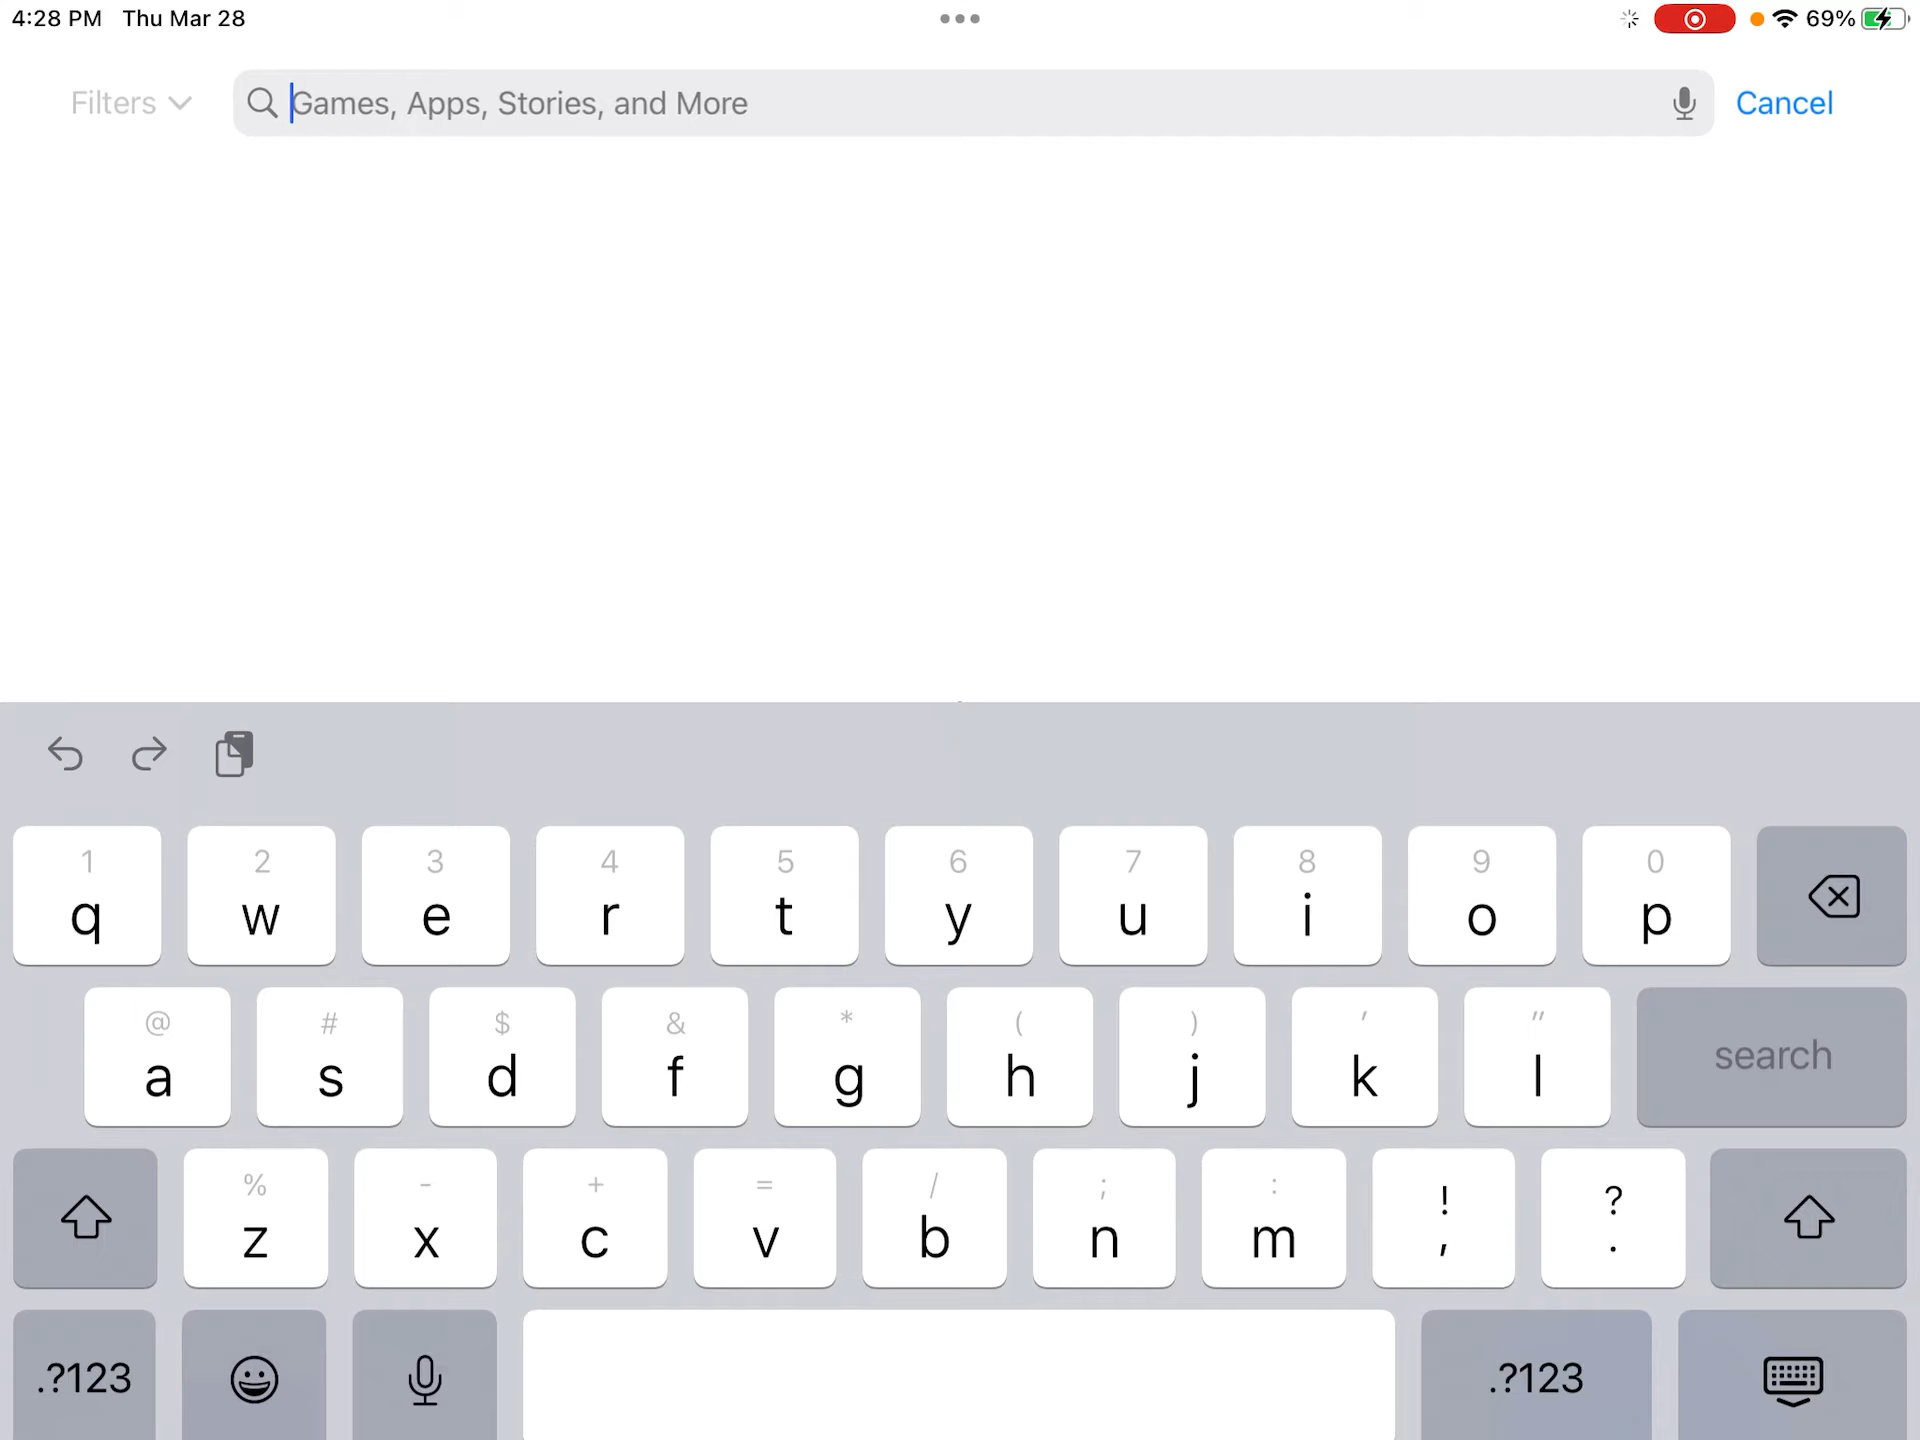 4:28 PM Thu Mar 28 69%
Filters Games, Apps, Stories, and More Cancel
1 2 3 4 5 6 7 8 9 0
q w e r t y u i o p
@ # $ & * ( ) ' "
a s d f g h j k l search
% - + = / ; : ! ?
z x c v b n m , .
.?123 .?123